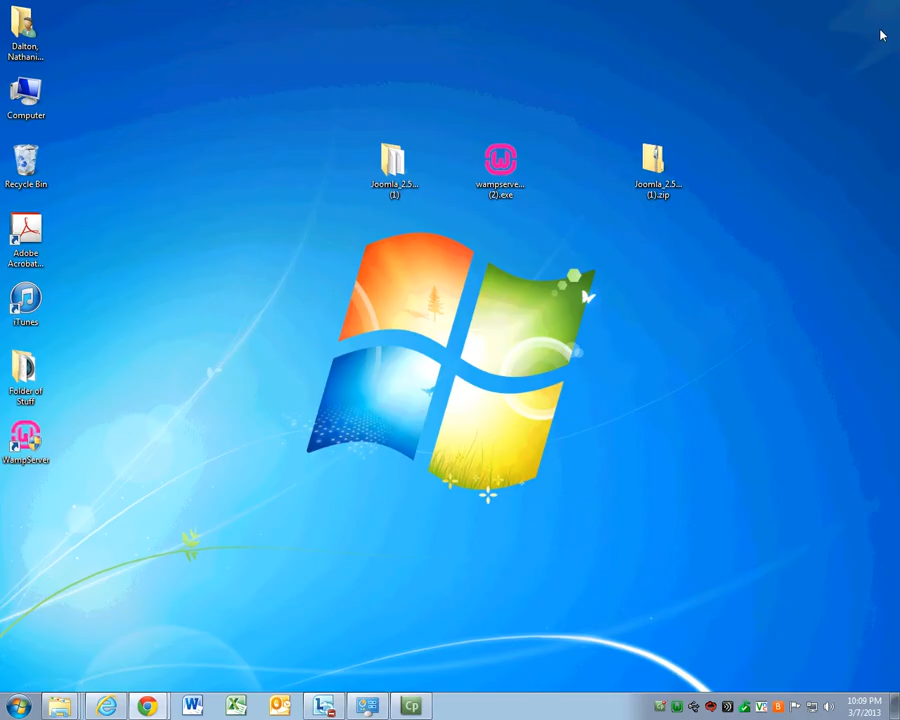 Dalton,
Nathani...
Computer
Recycle Bin
Adobe
Acrobat...
iTunes
Folder of
Stuff
WampServer
Joomla_2.5...
(1)
wampserve...
(2).exe
Joomla_2.5...
(1).zip
Cp
10:09 PM
3/7/2013